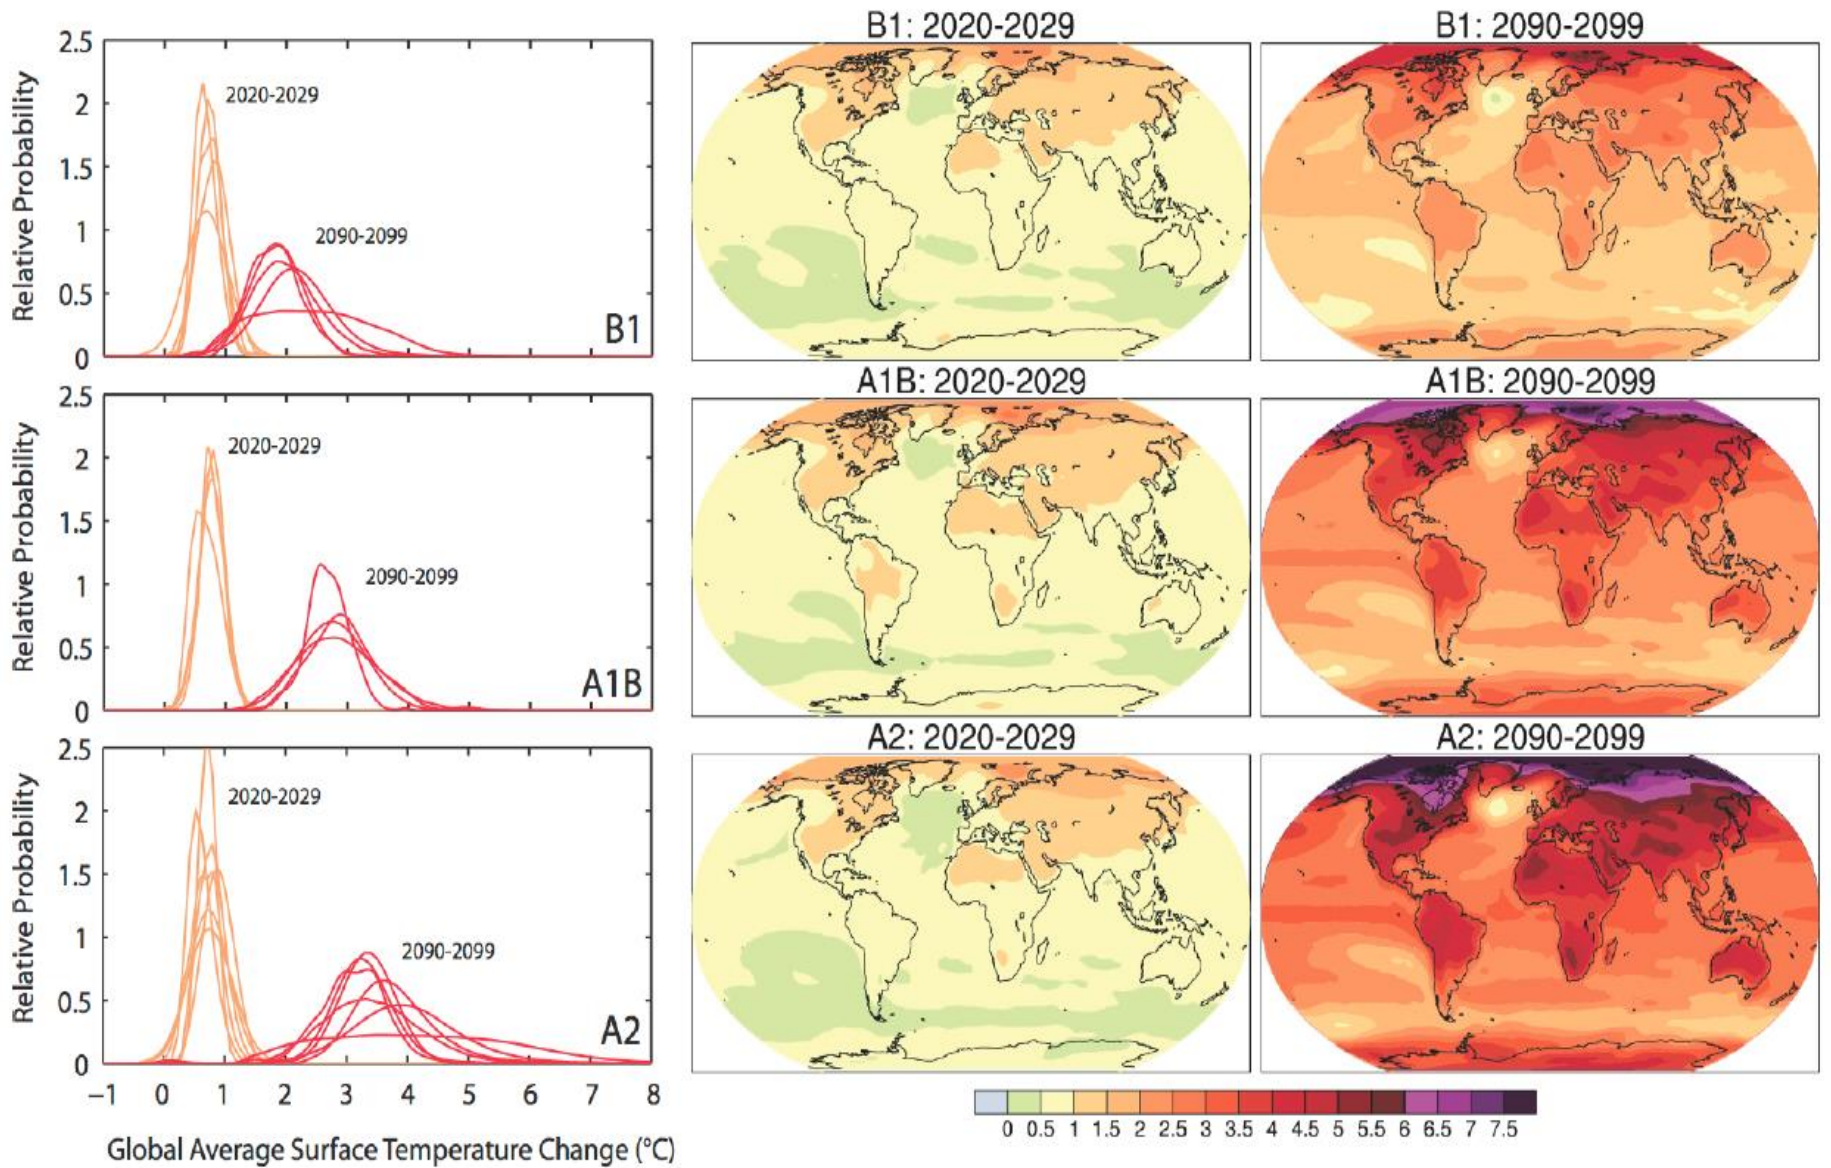 B1: 2020-2029
B1: 2090-2099
2.5
2
1.5
1
0.5
0
Relative Probability
2020-2029
2090-2099
B1
A1B: 2020-2029
A1B: 2090-2099
2.5
2
1.5
1
0.5
0
Relative Probability
2020-2029
2090-2099
A1B
A2: 2020-2029
A2: 2090-2099
2.5
2
1.5
1
0.5
0
Relative Probability
2020-2029
2090-2099
A2
−1 0 1 2 3 4 5 6 7 8
Global Average Surface Temperature Change (°C)
0 0.5 1 1.5 2 2.5 3 3.5 4 4.5 5 5.5 6 6.5 7 7.5